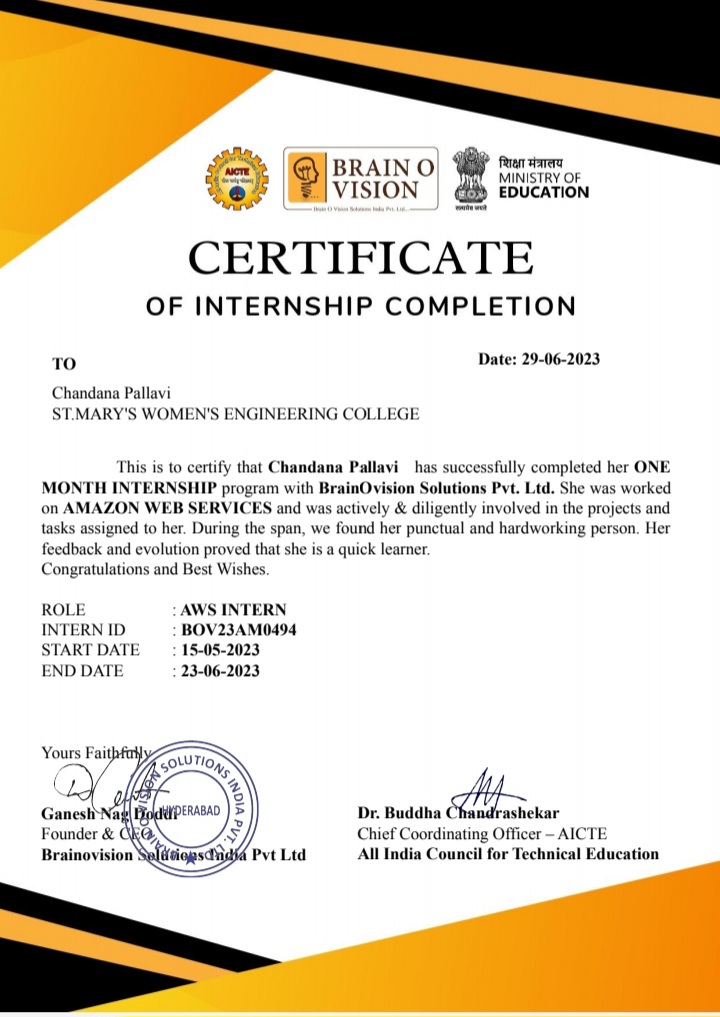 AICTE
BRAIN O
VISION
Brain O Vision Solutions India Pvt. Ltd.
शिक्षा मंत्रालय
MINISTRY OF
EDUCATION
सत्यमेव जयते
CERTIFICATE
OF INTERNSHIP COMPLETION
TO
Date: 29-06-2023
Chandana Pallavi
ST.MARY'S WOMEN'S ENGINEERING COLLEGE
This is to certify that Chandana Pallavi has successfully completed her ONE
MONTH INTERNSHIP program with BrainOvision Solutions Pvt. Ltd. She was worked
on AMAZON WEB SERVICES and was actively & diligently involved in the projects and
tasks assigned to her. During the span, we found her punctual and hardworking person. Her
feedback and evolution proved that she is a quick learner.
Congratulations and Best Wishes.
ROLE : AWS INTERN
INTERN ID : BOV23AM0494
START DATE : 15-05-2023
END DATE : 23-06-2023
Yours Faithfully
Ganesh Nag Doddi
Founder & CEO
Brainovision Solutions India Pvt Ltd
BRAINOVISION SOLUTIONS INDIA PVT. LTD.
HYDERABAD
Dr. Buddha Chandrashekar
Chief Coordinating Officer – AICTE
All India Council for Technical Education